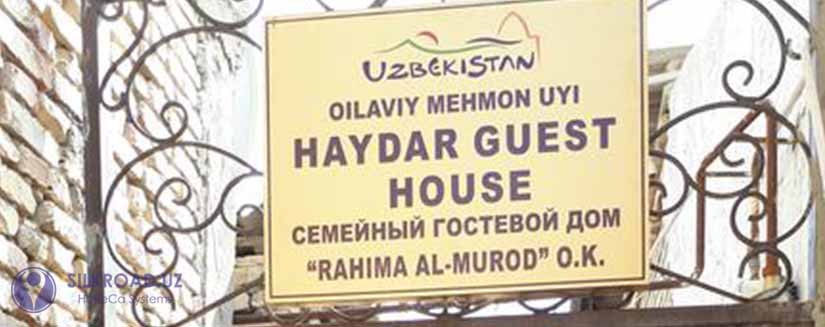 UZBEKISTAN
OILAVIY MEHMON UYI
HAYDAR GUEST
HOUSE
СЕМЕЙНЫЙ ГОСТЕВОЙ ДОМ
"RAHIMA AL-MUROD" O.K.
SILKROAD.UZ
HoReCa Systems